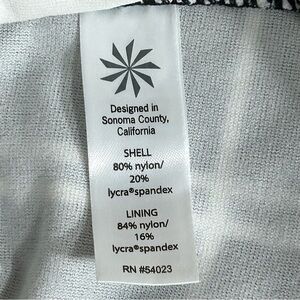 Designed in
Sonoma County,
California
SHELL
80% nylon/
20%
lycra®spandex
LINING
84% nylon/
16%
lycra®spandex
RN #54023